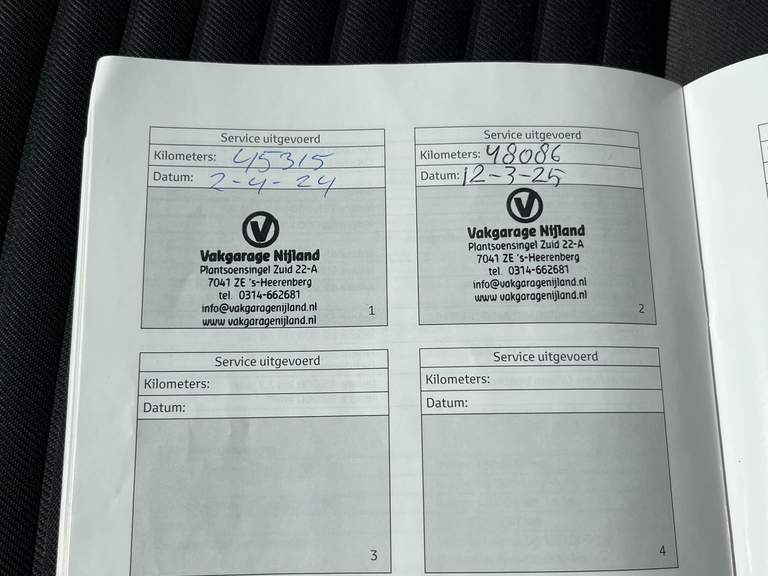 Service uitgevoerd
Kilometers: 45315
Datum: 2-4-24
V
Vakgarage Nijland
Plantsoensingel Zuid 22-A
7041 ZE 's-Heerenberg
tel. 0314-662681
info@vakgaragenijland.nl
www vakgaragenijland.nl
1
Service uitgevoerd
Kilometers: 48086
Datum: 12-3-25
V
Vakgarage Nijland
Plantsoensingel Zuid 22-A
7041 ZE 's-Heerenberg
tel. 0314-662681
info@vakgaragenijland.nl
www vakgaragenijland.nl
2
Service uitgevoerd
Kilometers:
Datum:
3
Service uitgevoerd
Kilometers:
Datum:
4